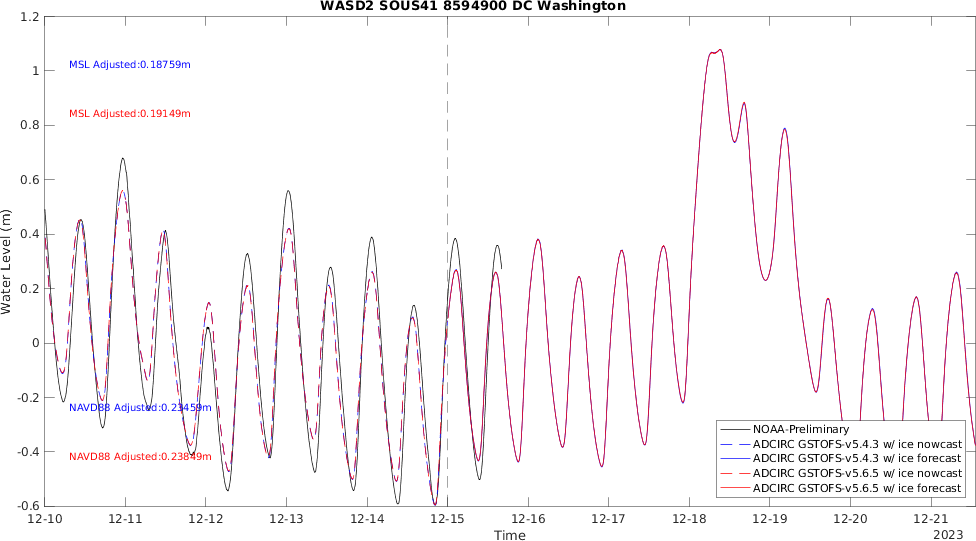 WASD2 SOUS41 8594900 DC Washington
1.2
1
0.8
0.6
0.4
0.2
0
-0.2
-0.4
-0.6
Water Level (m)
MSL Adjusted:0.18759m
MSL Adjusted:0.19149m
NAVD88 Adjusted:0.23459m
NAVD88 Adjusted:0.23849m
NOAA-Preliminary
ADCIRC GSTOFS-v5.4.3 w/ ice nowcast
ADCIRC GSTOFS-v5.4.3 w/ ice forecast
ADCIRC GSTOFS-v5.6.5 w/ ice nowcast
ADCIRC GSTOFS-v5.6.5 w/ ice forecast
12-10 12-11 12-12 12-13 12-14 12-15 12-16 12-17 12-18 12-19 12-20 12-21
Time
2023